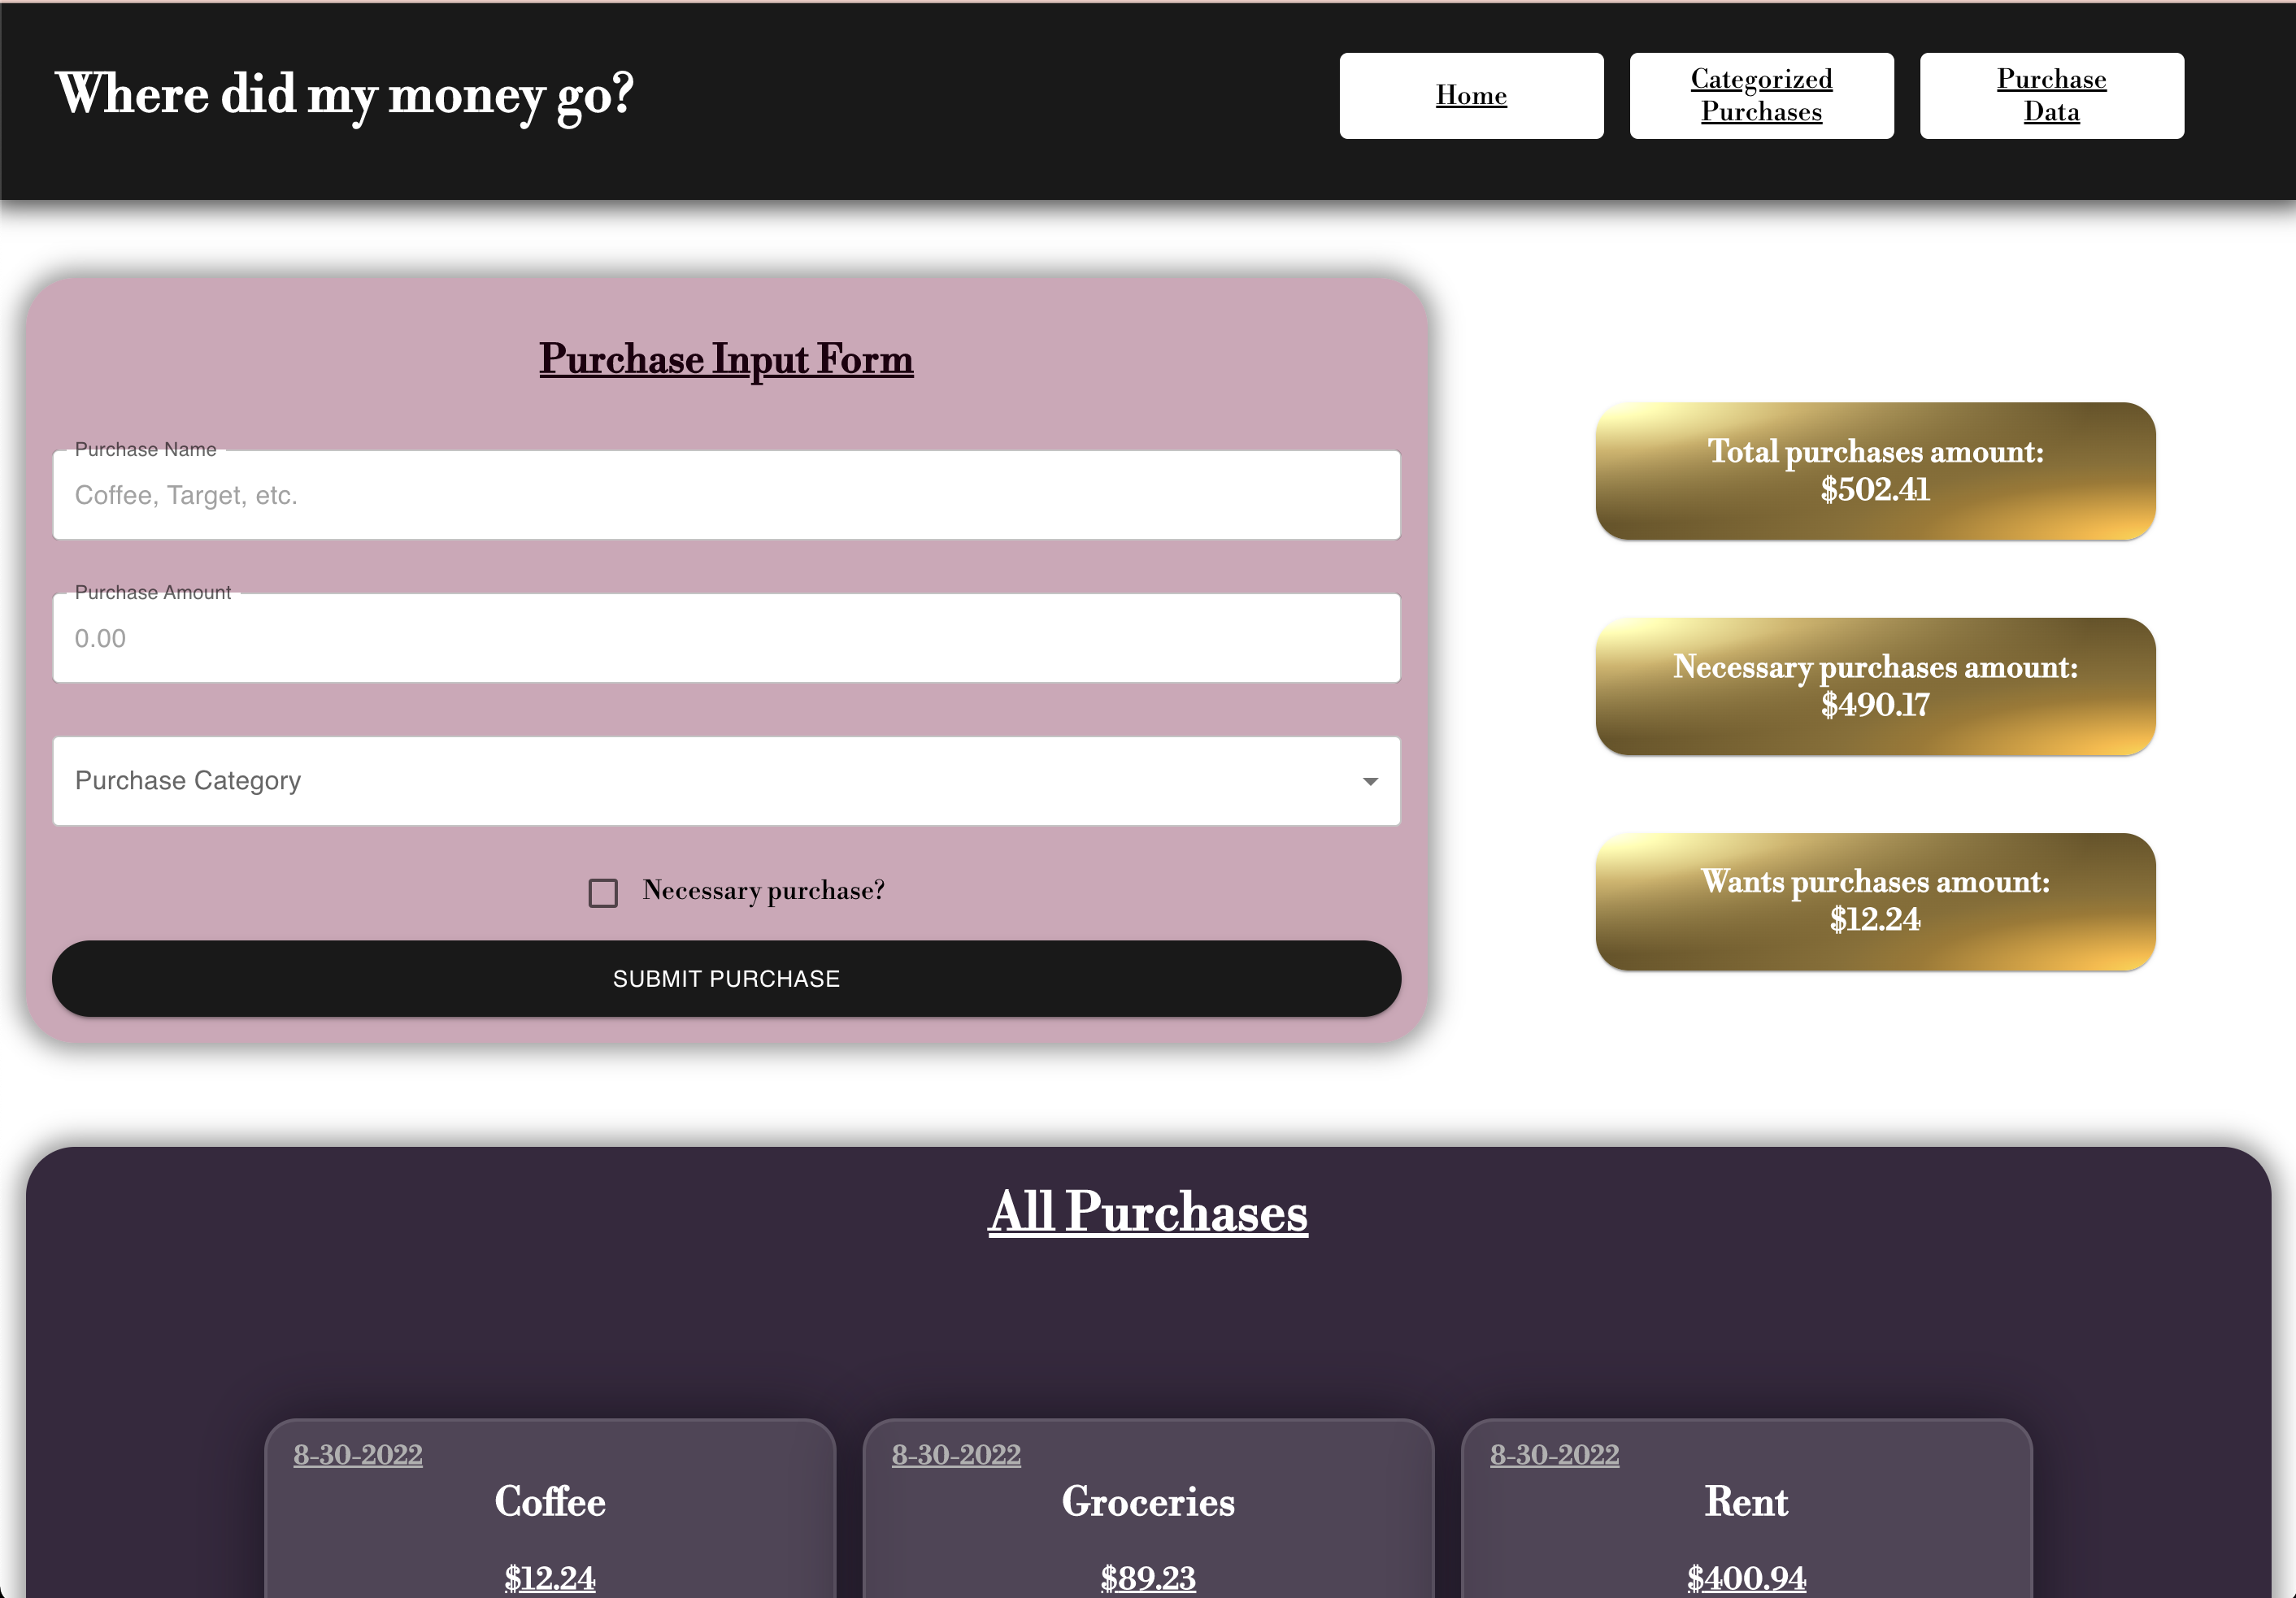 Where did my money go?
Home
Categorized
Purchases
Purchase
Data
Purchase Input Form
Purchase Name
Coffee, Target, etc.
Purchase Amount
0.00
Purchase Category
Necessary purchase?
SUBMIT PURCHASE
Total purchases amount:
$502.41
Necessary purchases amount:
$490.17
Wants purchases amount:
$12.24
All Purchases
8-30-2022
Coffee
$12.24
8-30-2022
Groceries
$89.23
8-30-2022
Rent
$400.94